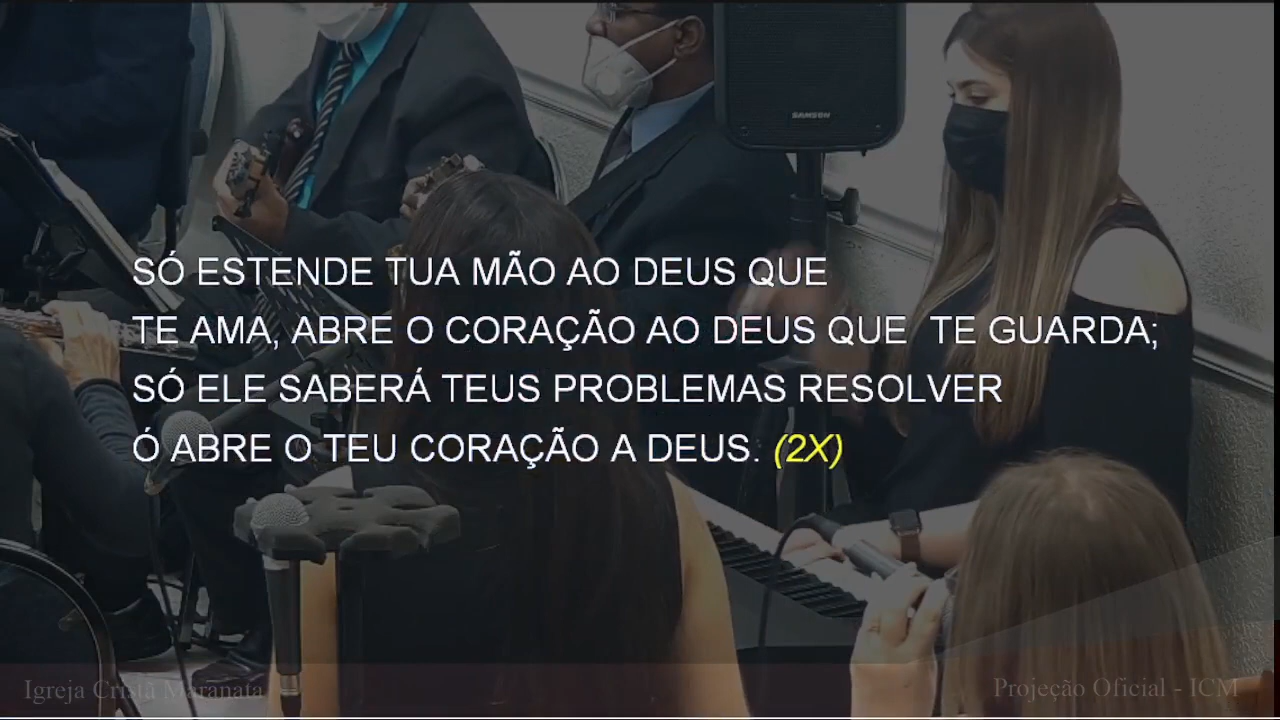 SAMSON
SÓ ESTENDE TUA MÃO AO DEUS QUE
TE AMA, ABRE O CORAÇÃO AO DEUS QUE TE GUARDA;
SÓ ELE SABERÁ TEUS PROBLEMAS RESOLVER
Ó ABRE O TEU CORAÇÃO A DEUS. (2X)
Igreja Cristã Maranata
Projeção Oficial - ICM